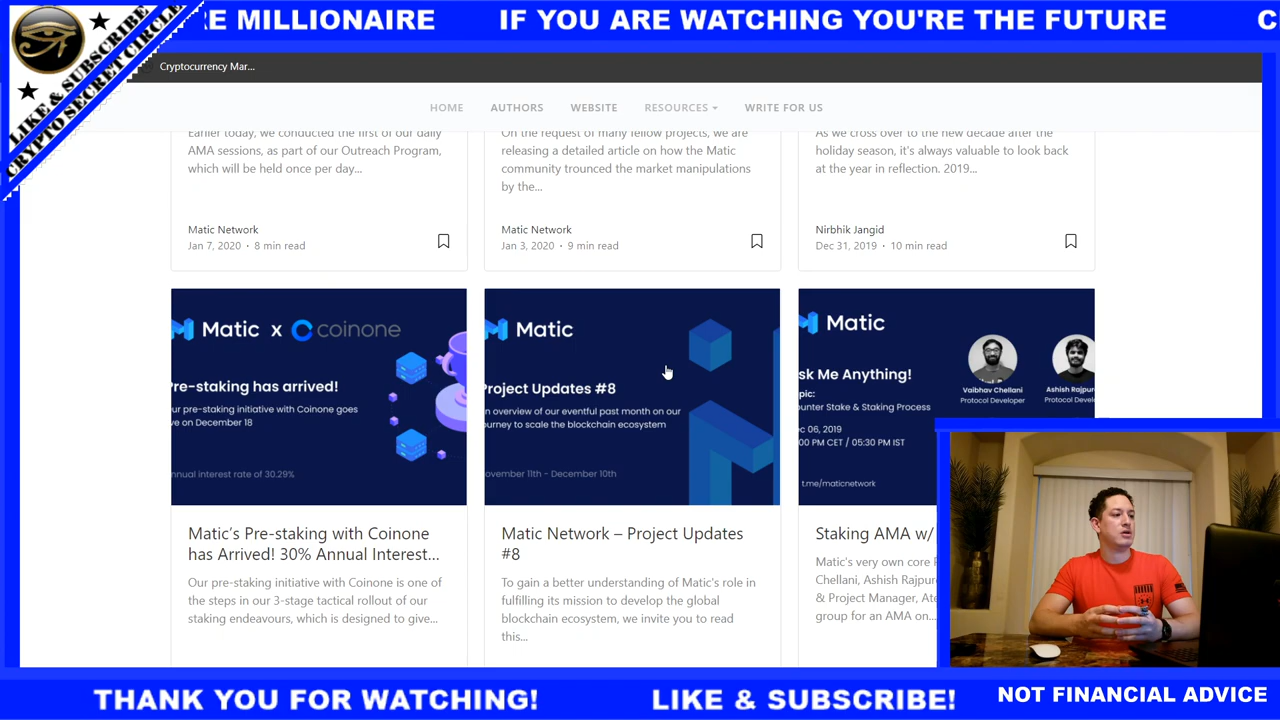 RE MILLIONAIRE
IF YOU ARE WATCHING YOU'RE THE FUTURE
C
LIKE & SUBSCRIBE
CRYPTO SECRET CIRCLE
Cryptocurrency Mar...
HOME
AUTHORS
WEBSITE
RESOURCES
WRITE FOR US
Earlier today, we conducted the first of our daily
AMA sessions, as part of our Outreach Program,
which will be held once per day...
Matic Network
Jan 7, 2020 · 8 min read
On the request of many fellow projects, we are
releasing a detailed article on how the Matic
community trounced the market manipulations
by the...
Matic Network
Jan 3, 2020 · 9 min read
As we cross over to the new decade after the
holiday season, it's always valuable to look back
at the year in reflection. 2019...
Nirbhik Jangid
Dec 31, 2019 · 10 min read
Matic x coinone
Pre-staking has arrived!
ur pre-staking initiative with Coinone goes
ve on December 18
nnual interest rate of 30.29%
Matic's Pre-staking with Coinone
has Arrived! 30% Annual Interest...
Our pre-staking initiative with Coinone is one of
the steps in our 3-stage tactical rollout of our
staking endeavours, which is designed to give...
Matic
Project Updates #8
n overview of our eventful past month on our
ourney to scale the blockchain ecosystem
ovember 11th - December 10th
Matic Network – Project Updates
#8
To gain a better understanding of Matic's role in
fulfilling its mission to develop the global
blockchain ecosystem, we invite you to read
this...
Matic
sk Me Anything!
pic:
unter Stake & Staking Process
ec 06, 2019
00 PM CET / 05:30 PM IST
t.me/maticnetwork
Vaibhav Chellani
Protocol Developer
Ashish Rajpur
Protocol Develo
Staking AMA w/
Matic's very own core
Chellani, Ashish Rajpur
& Project Manager, Ate
group for an AMA on...
THANK YOU FOR WATCHING!
LIKE & SUBSCRIBE!
NOT FINANCIAL ADVICE